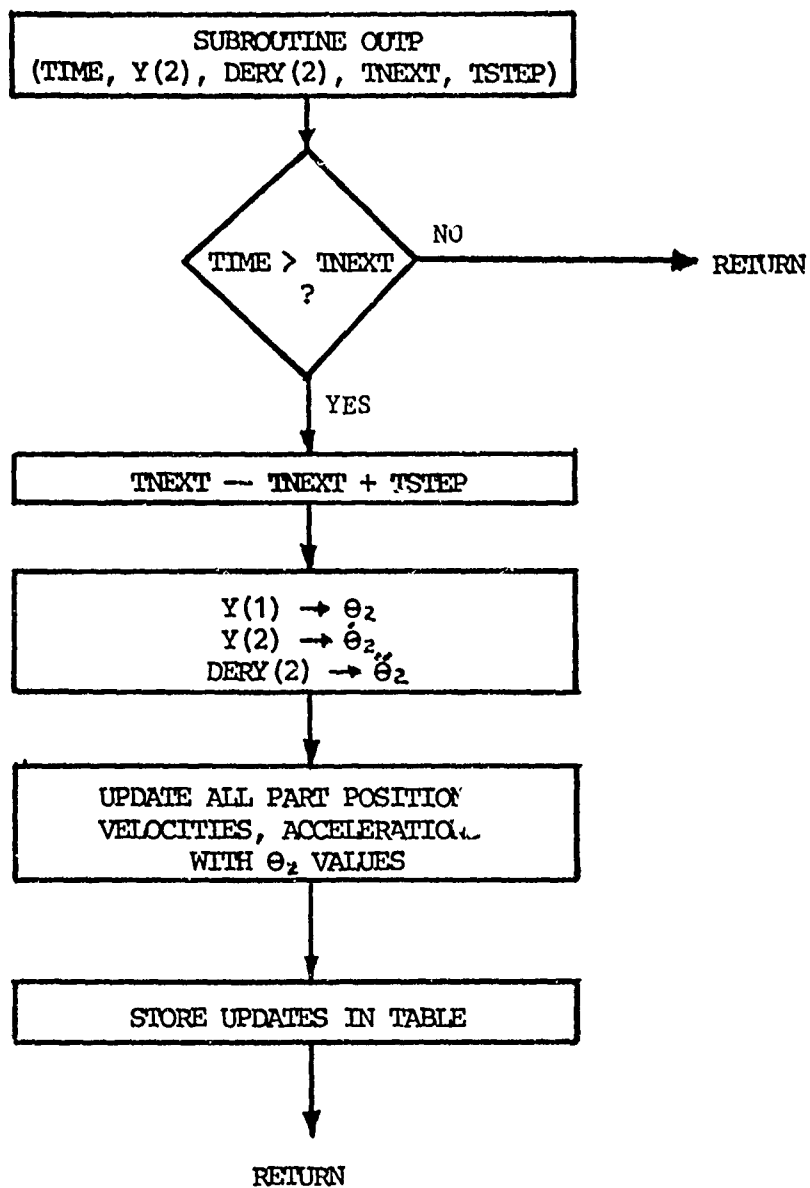 SUBROUTINE OUTP
(TIME, Y(2), DERY(2), TNEXT, TSTEP)
TIME > TNEXT
?
NO
RETURN
YES
TNEXT — TNEXT + TSTEP
Y(1) → θ₂
Y(2) → θ̇₂
DERY(2) → θ̈₂
UPDATE ALL PART POSITION
VELOCITIES, ACCELERATION
WITH θ₂ VALUES
STORE UPDATES IN TABLE
RETURN